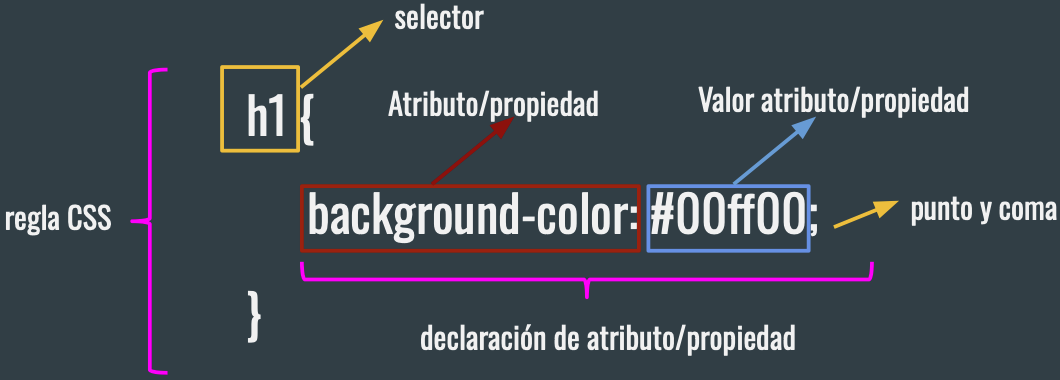 selector
h1 {
Atributo/propiedad
Valor atributo/propiedad
background-color: #00ff00;
punto y coma
regla CSS
}
declaración de atributo/propiedad